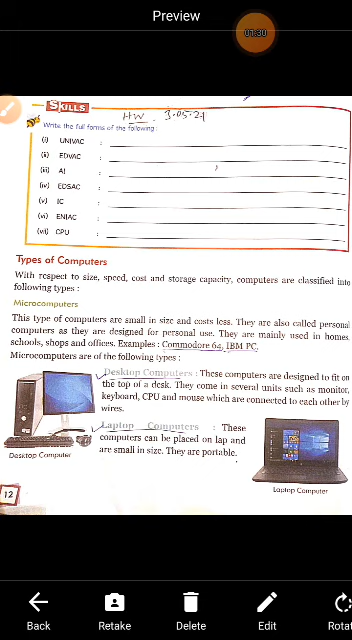 Preview
01:30
SKILLS
HW. 3.05.21
Write the full forms of the following :
(i) UNIVAC :
(ii) EDVAC :
(iii) AI :
(iv) EDSAC :
(v) IC :
(vi) ENIAC :
(vii) CPU :
Types of Computers
With respect to size, speed, cost and storage capacity, computers are classified into
following types :
Microcomputers
This type of computers are small in size and costs less. They are also called personal
computers as they are designed for personal use. They are mainly used in homes,
schools, shops and offices. Examples : Commodore 64, IBM PC.
Microcomputers are of the following types :
Desktop Computers : These computers are designed to fit on
the top of a desk. They come in several units such as monitor,
keyboard, CPU and mouse which are connected to each other by
wires.
Laptop Computers : These
computers can be placed on lap and
are small in size. They are portable.
Desktop Computer
Laptop Computer
12
Back
Retake
Delete
Edit
Rotat